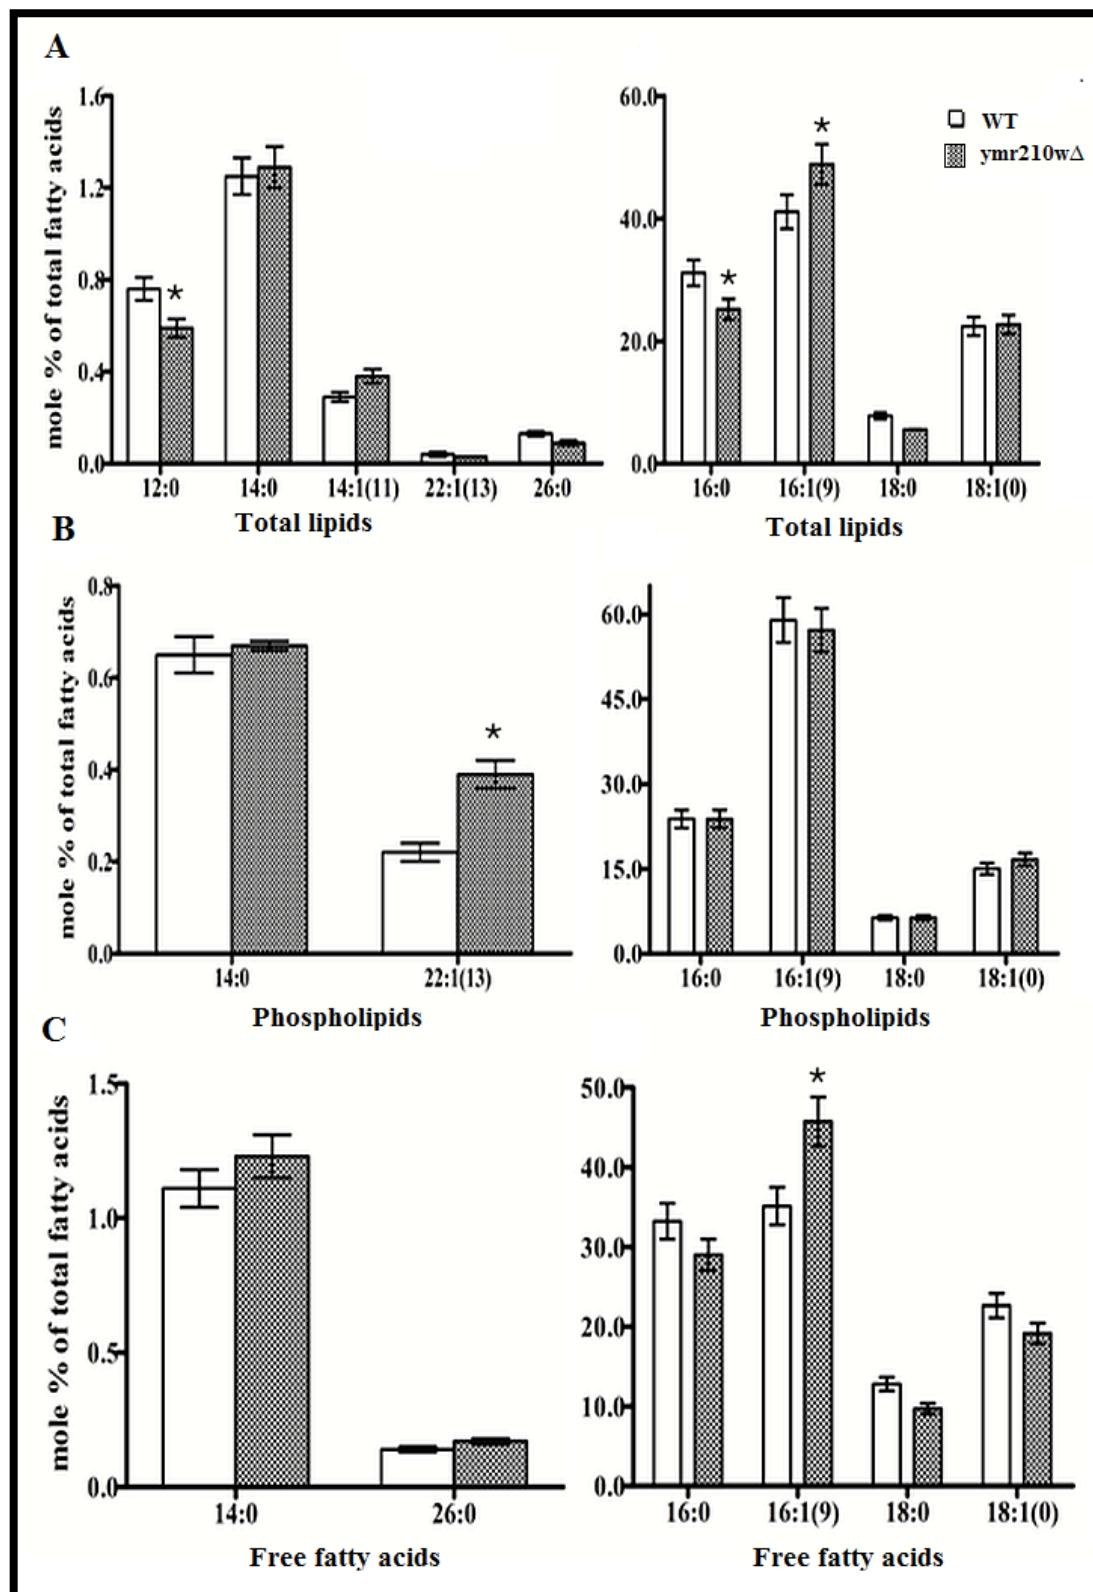 A
mole % of total fatty acids
1.6
1.2
0.8
0.4
0.0
*
12:0 14:0 14:1(11) 22:1(13) 26:0
Total lipids
60.0
40.0
20.0
0.0
*
*
WT
ymr210wΔ
16:0 16:1(9) 18:0 18:1(0)
Total lipids
B
mole % of total fatty acids
0.8
0.6
0.4
0.2
0.0
*
14:0 22:1(13)
Phospholipids
60.0
45.0
30.0
15.0
0.0
16:0 16:1(9) 18:0 18:1(0)
Phospholipids
C
mole % of total fatty acids
1.5
1.0
0.5
0.0
14:0 26:0
Free fatty acids
50.0
40.0
30.0
20.0
10.0
0.0
*
16:0 16:1(9) 18:0 18:1(0)
Free fatty acids